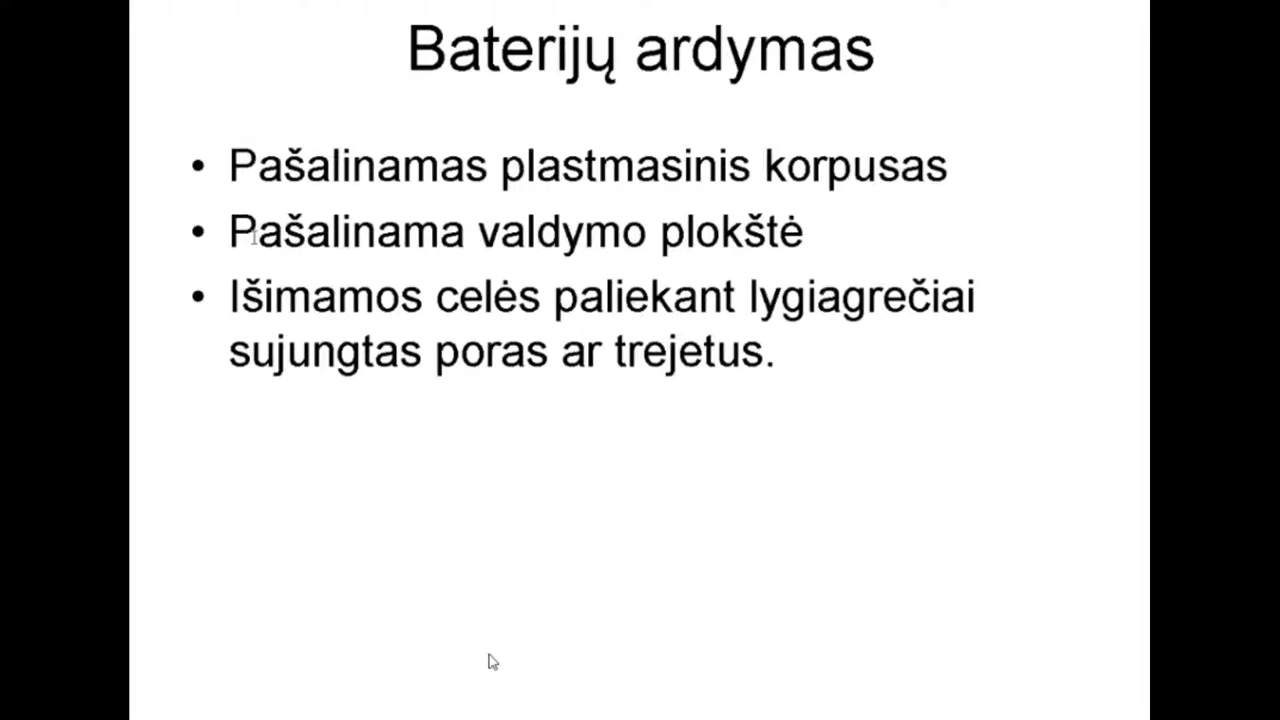 Baterijų ardymas
• Pašalinamas plastmasinis korpusas
• Pašalinama valdymo plokštė
• Išimamos celės paliekant lygiagrečiai
sujungtas poras ar trejetus.